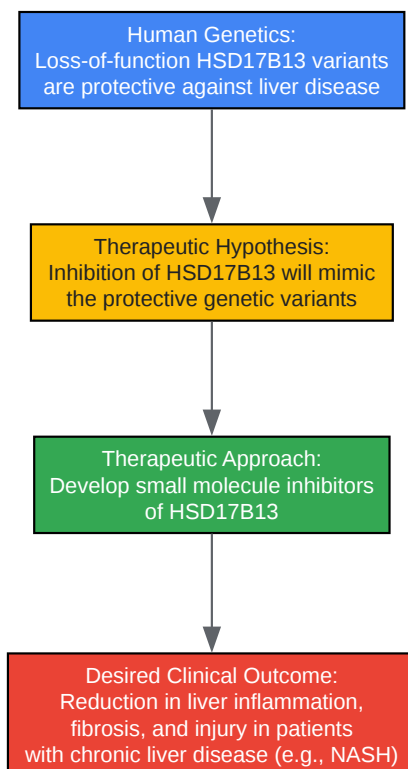 Human Genetics:
Loss-of-function HSD17B13 variants
are protective against liver disease
Therapeutic Hypothesis:
Inhibition of HSD17B13 will mimic
the protective genetic variants
Therapeutic Approach:
Develop small molecule inhibitors
of HSD17B13
Desired Clinical Outcome:
Reduction in liver inflammation,
fibrosis, and injury in patients
with chronic liver disease (e.g., NASH)